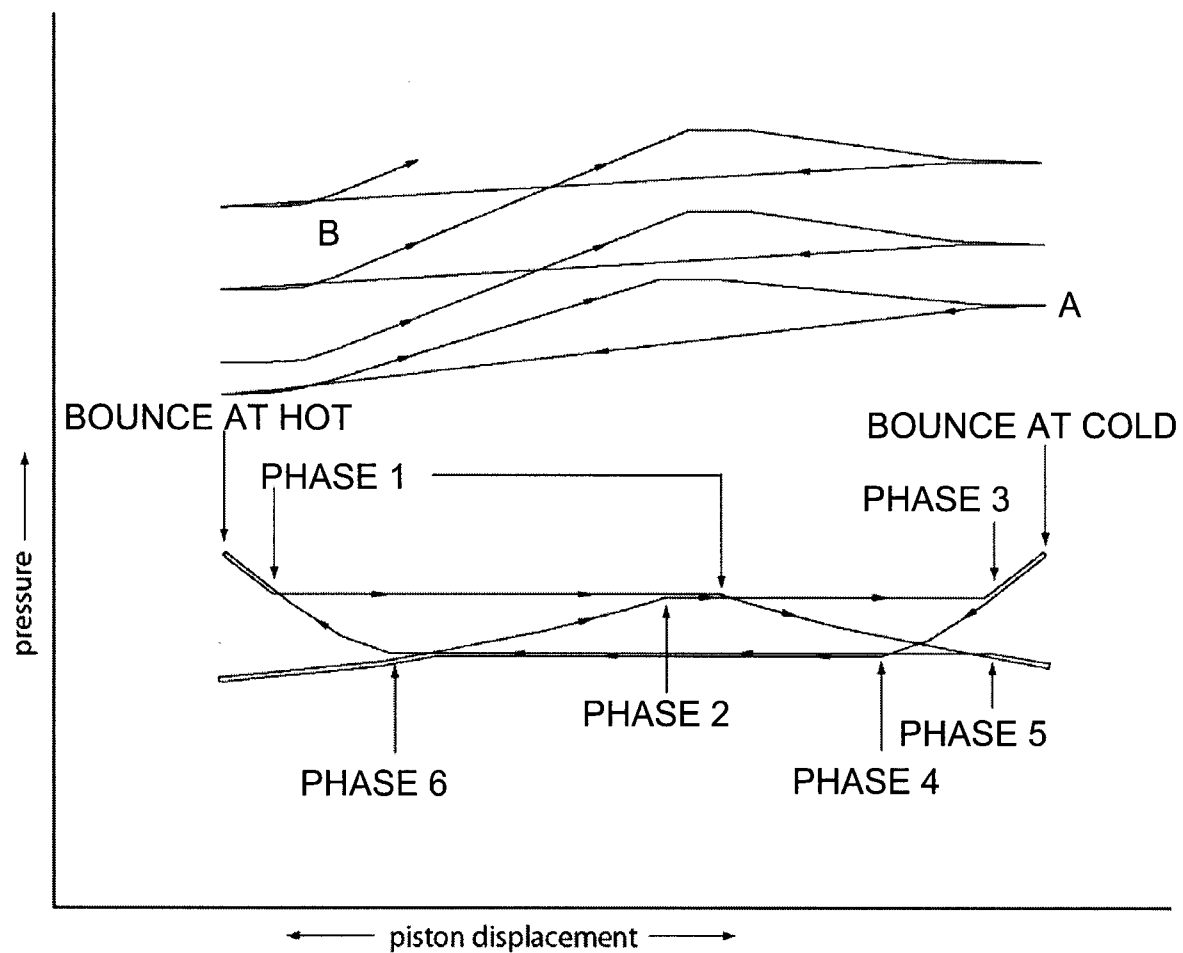 B
A
BOUNCE AT HOT
BOUNCE AT COLD
PHASE 1
PHASE 3
pressure
PHASE 2
PHASE 5
PHASE 6
PHASE 4
piston displacement